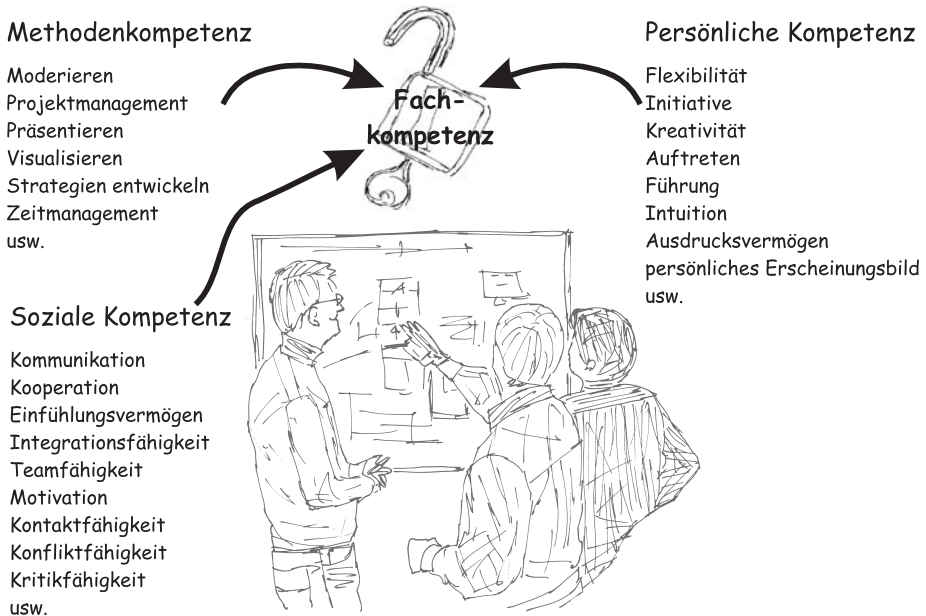 Methodenkompetenz
Moderieren
Projektmanagement
Präsentieren
Visualisieren
Strategien entwickeln
Zeitmanagement
usw.
Fach-
kompetenz
Persönliche Kompetenz
Flexibilität
Initiative
Kreativität
Auftreten
Führung
Intuition
Ausdrucksvermögen
persönliches Erscheinungsbild
usw.
Soziale Kompetenz
Kommunikation
Kooperation
Einfühlungsvermögen
Integrationsfähigkeit
Teamfähigkeit
Motivation
Kontaktfähigkeit
Konfliktfähigkeit
Kritikfähigkeit
usw.